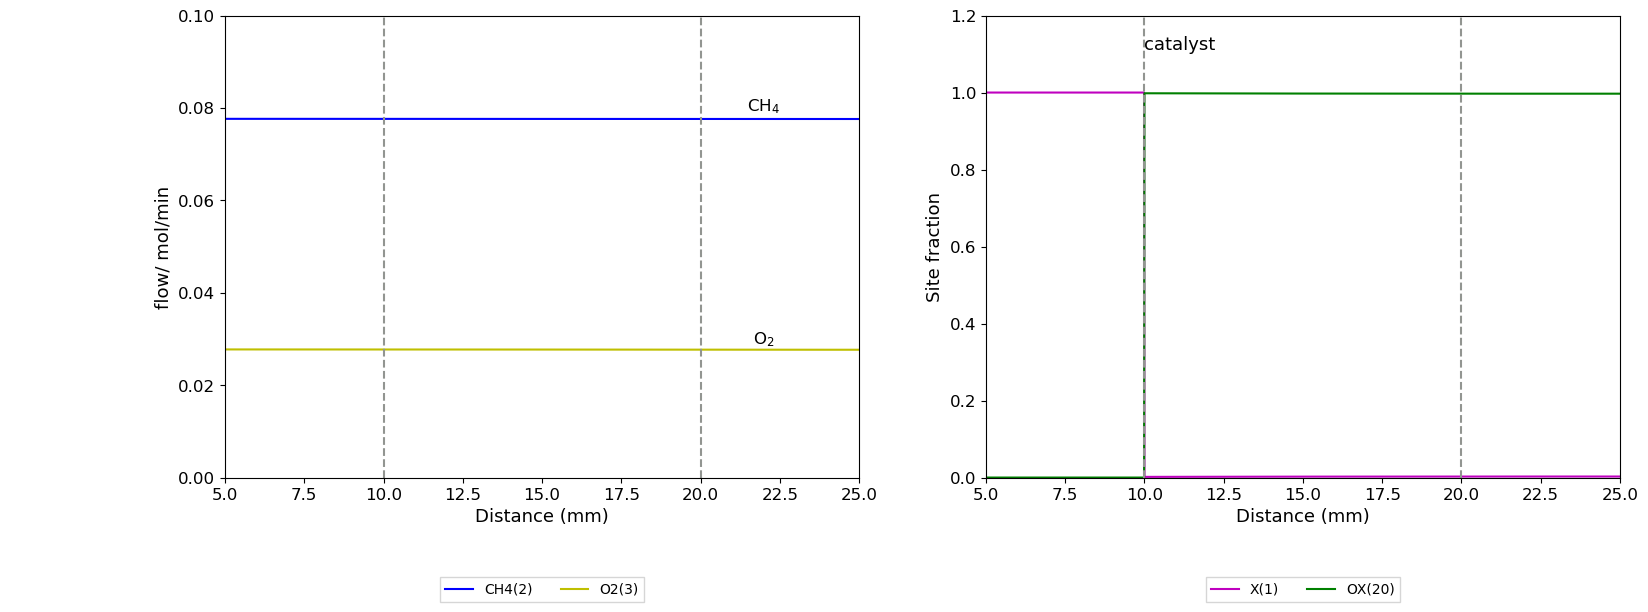 0.10
0.08
0.06
0.04
0.02
0.00
flow/ mol/min
CH₄
O₂
5.0 7.5 10.0 12.5 15.0 17.5 20.0 22.5 25.0
Distance (mm)
CH4(2) O2(3)
1.2
1.0
0.8
0.6
0.4
0.2
0.0
Site fraction
catalyst
5.0 7.5 10.0 12.5 15.0 17.5 20.0 22.5 25.0
Distance (mm)
X(1) OX(20)